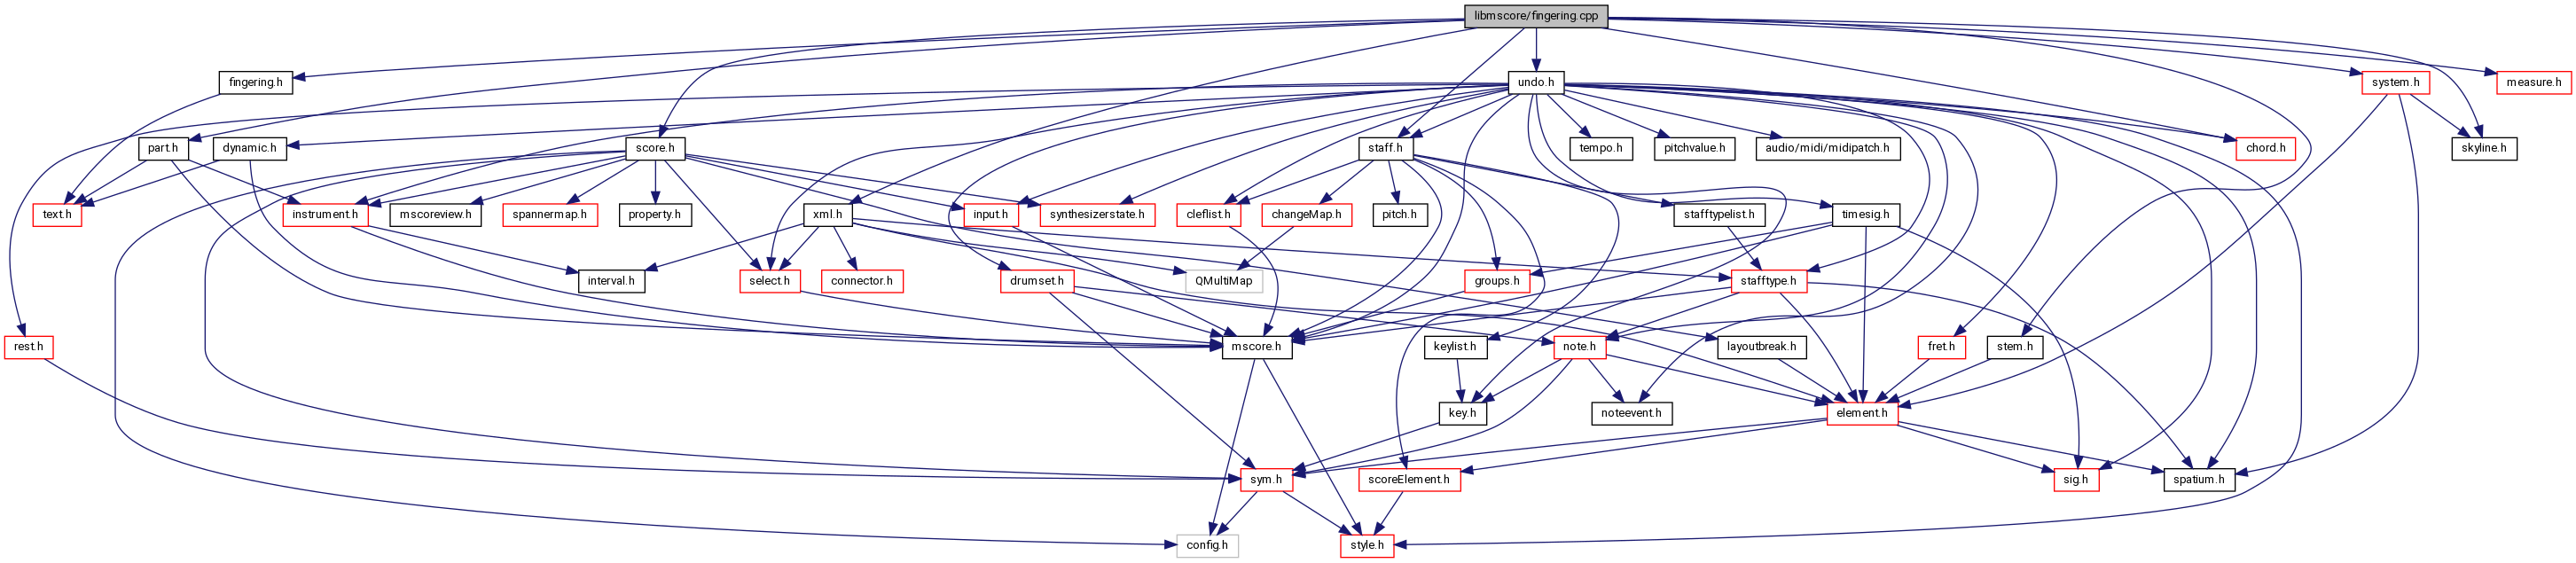 libmscore/fingering.cpp
fingering.h
undo.h
system.h
measure.h
part.h
dynamic.h
score.h
staff.h
tempo.h
pitchvalue.h
audio/midi/midipatch.h
chord.h
skyline.h
text.h
instrument.h
mscoreview.h
spannermap.h
property.h
xml.h
input.h
synthesizerstate.h
cleflist.h
changeMap.h
pitch.h
stafftypelist.h
timesig.h
interval.h
select.h
connector.h
drumset.h
QMultiMap
groups.h
stafftype.h
rest.h
mscore.h
keylist.h
note.h
layoutbreak.h
fret.h
stem.h
key.h
noteevent.h
element.h
sym.h
scoreElement.h
sig.h
spatium.h
config.h
style.h